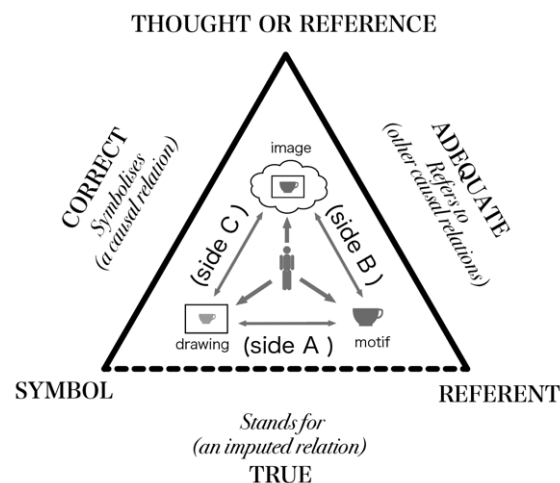 THOUGHT OR REFERENCE
CORRECT
Symbolises
(a causal relation)
ADEQUATE
Refers to
(other causal relations)
image
(side C )
(side B )
drawing
(side A )
motif
SYMBOL
REFERENT
Stands for
(an imputed relation)
TRUE